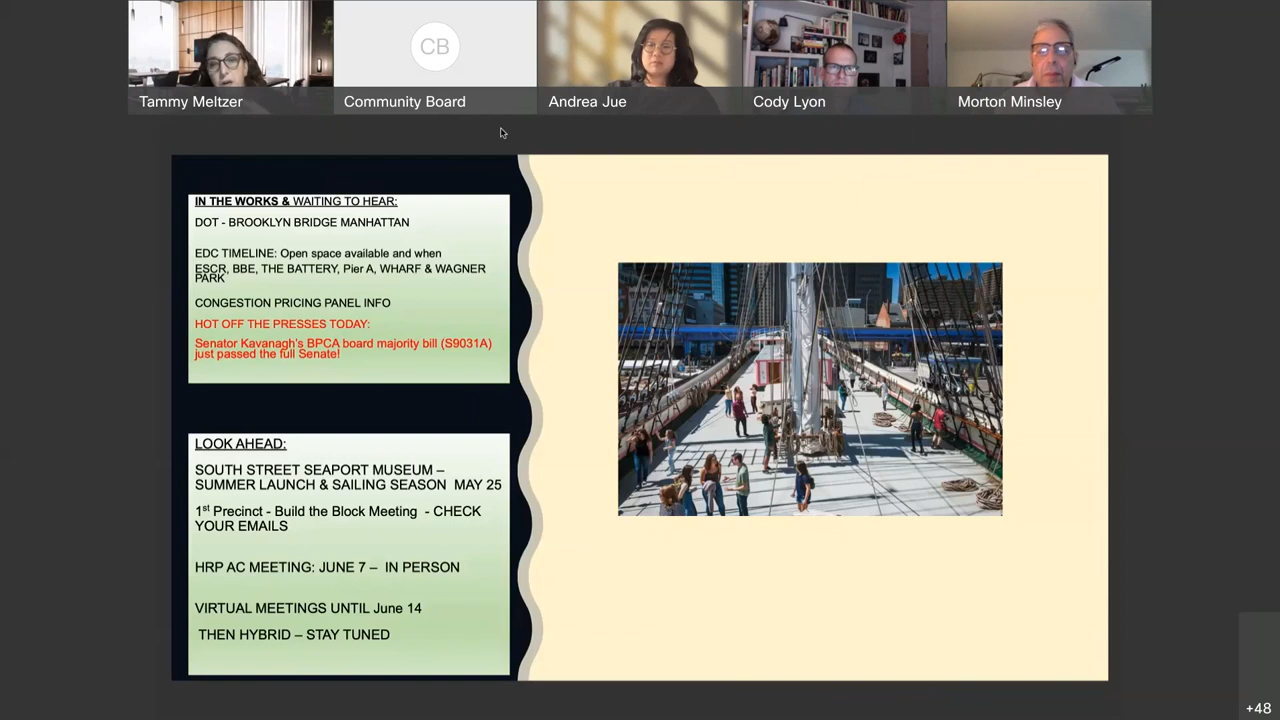 CB
Tammy Meltzer
Community Board
Andrea Jue
Cody Lyon
Morton Minsley
IN THE WORKS & WAITING TO HEAR:
DOT - BROOKLYN BRIDGE MANHATTAN
EDC TIMELINE: Open space available and when
ESCR, BBE, THE BATTERY, Pier A, WHARF & WAGNER
PARK
CONGESTION PRICING PANEL INFO
HOT OFF THE PRESSES TODAY:
Senator Kavanagh's BPCA board majority bill (S9031A)
just passed the full Senate!
LOOK AHEAD:
SOUTH STREET SEAPORT MUSEUM –
SUMMER LAUNCH & SAILING SEASON MAY 25
1st Precinct - Build the Block Meeting - CHECK
YOUR EMAILS
HRP AC MEETING: JUNE 7 – IN PERSON
VIRTUAL MEETINGS UNTIL June 14
THEN HYBRID – STAY TUNED
+48